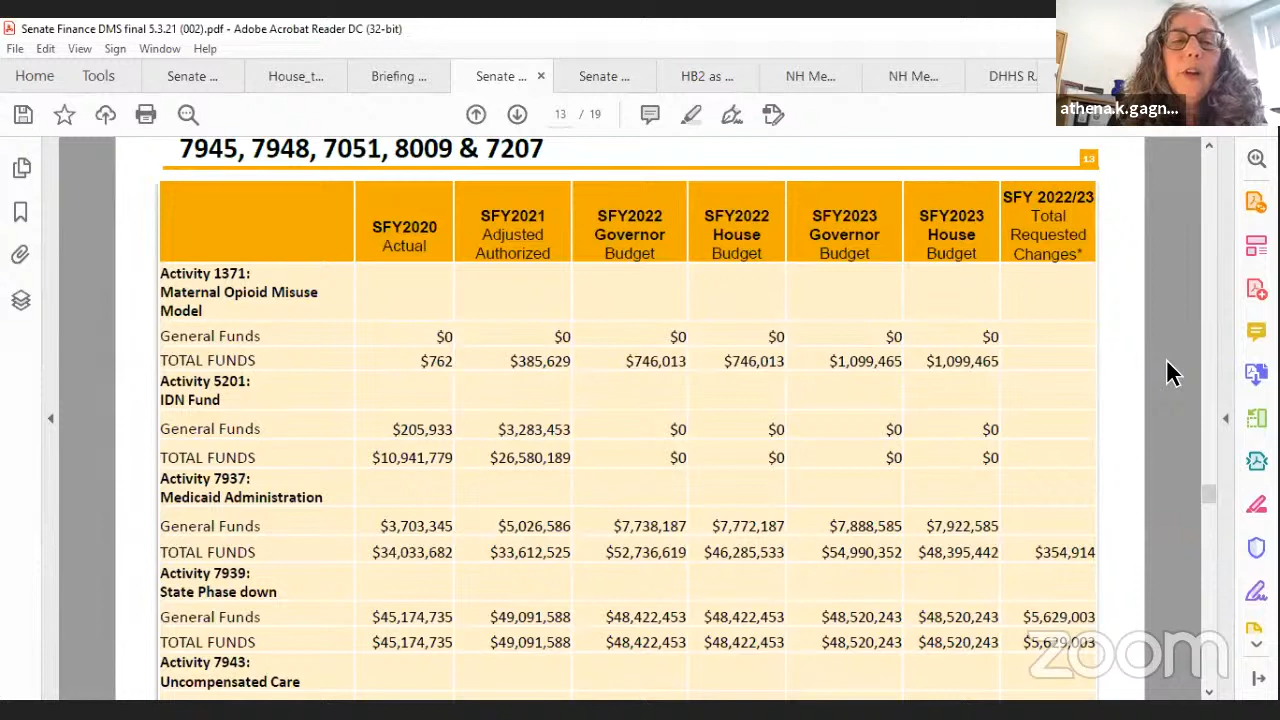 Senate Finance DMS final 5.3.21 (002).pdf - Adobe Acrobat Reader DC (32-bit)
File Edit View Sign Window Help
Home Tools Senate ... House_t... Briefing ... Senate ... × Senate ... HB2 as ... NH Me... NH Me... DHHS R.
athena.k.gagn...
13 / 19
7945, 7948, 7051, 8009 & 7207
13
SFY2020 Actual SFY2021 Adjusted Authorized SFY2022 Governor Budget SFY2022 House Budget SFY2023 Governor Budget SFY2023 House Budget SFY 2022/23 Total Requested Changes*
Activity 1371:
Maternal Opioid Misuse
Model
General Funds $0 $0 $0 $0 $0 $0
TOTAL FUNDS $762 $385,629 $746,013 $746,013 $1,099,465 $1,099,465
Activity 5201:
IDN Fund
General Funds $205,933 $3,283,453 $0 $0 $0 $0
TOTAL FUNDS $10,941,779 $26,580,189 $0 $0 $0 $0
Activity 7937:
Medicaid Administration
General Funds $3,703,345 $5,026,586 $7,738,187 $7,772,187 $7,888,585 $7,922,585
TOTAL FUNDS $34,033,682 $33,612,525 $52,736,619 $46,285,533 $54,990,352 $48,395,442 $354,914
Activity 7939:
State Phase down
General Funds $45,174,735 $49,091,588 $48,422,453 $48,422,453 $48,520,243 $48,520,243 $5,629,003
TOTAL FUNDS $45,174,735 $49,091,588 $48,422,453 $48,422,453 $48,520,243 $48,520,243 $5,629,003
Activity 7943:
Uncompensated Care
zoom